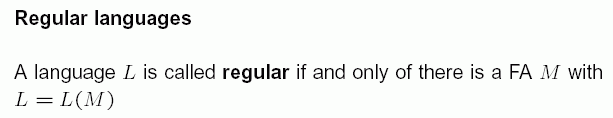 Regular languages
A language L is called regular if and only of there is a FA M with
L = L(M)